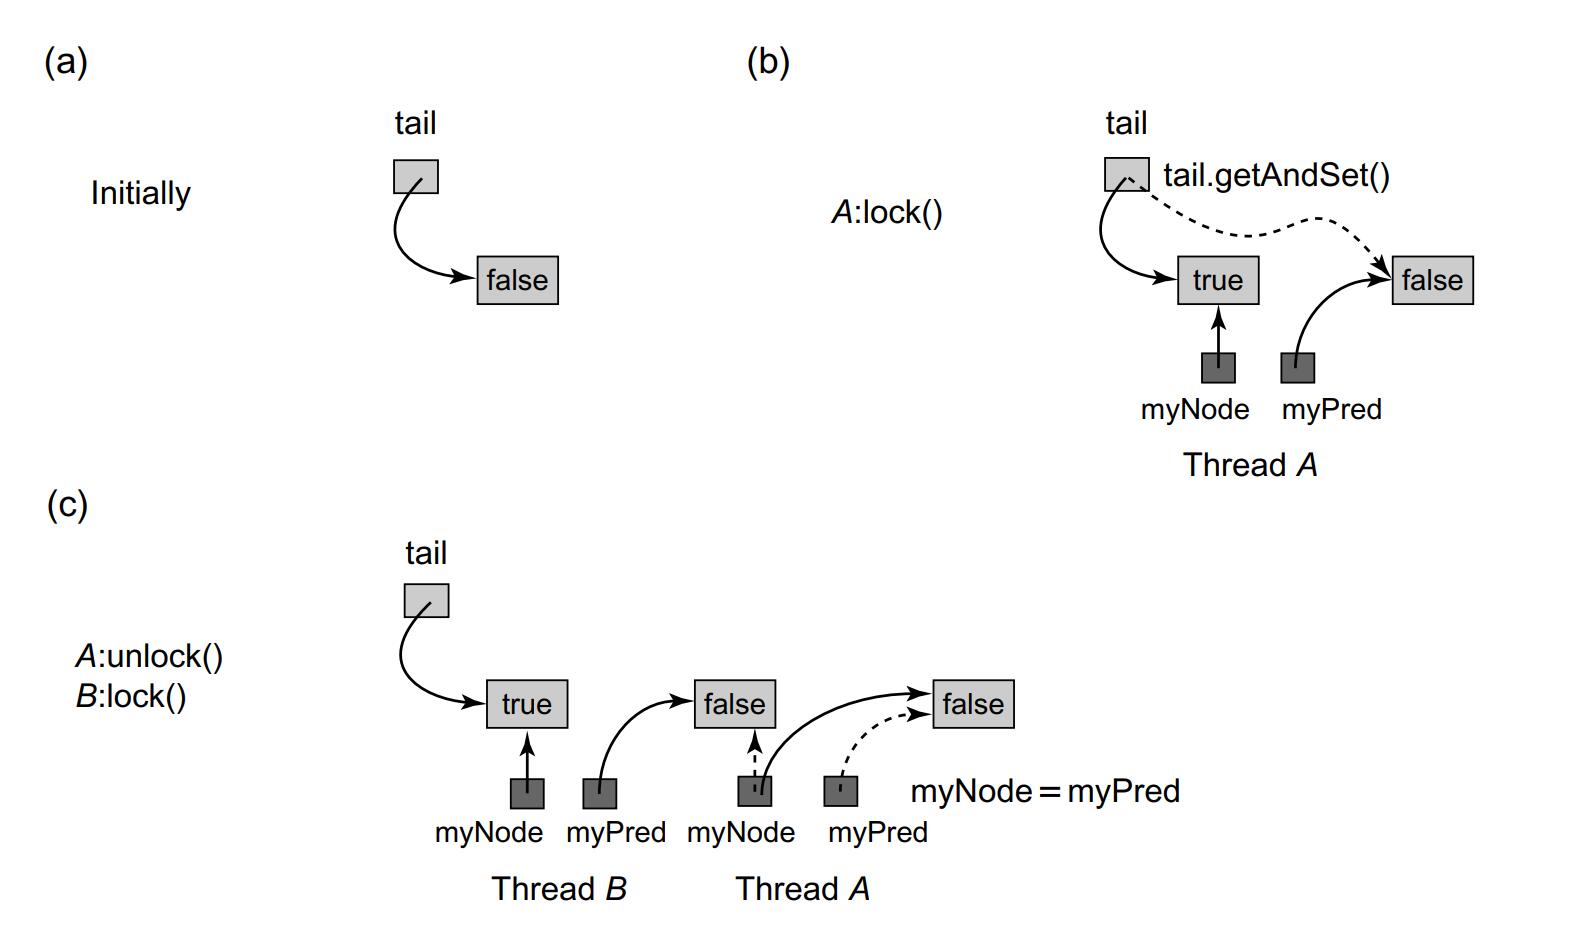 (a)
tail
Initially
false
(b)
tail
tail.getAndSet()
A:lock()
true
false
myNode
myPred
Thread A
(c)
tail
A:unlock()
B:lock()
true
false
false
myNode = myPred
myNode
myPred
myNode
myPred
Thread B
Thread A